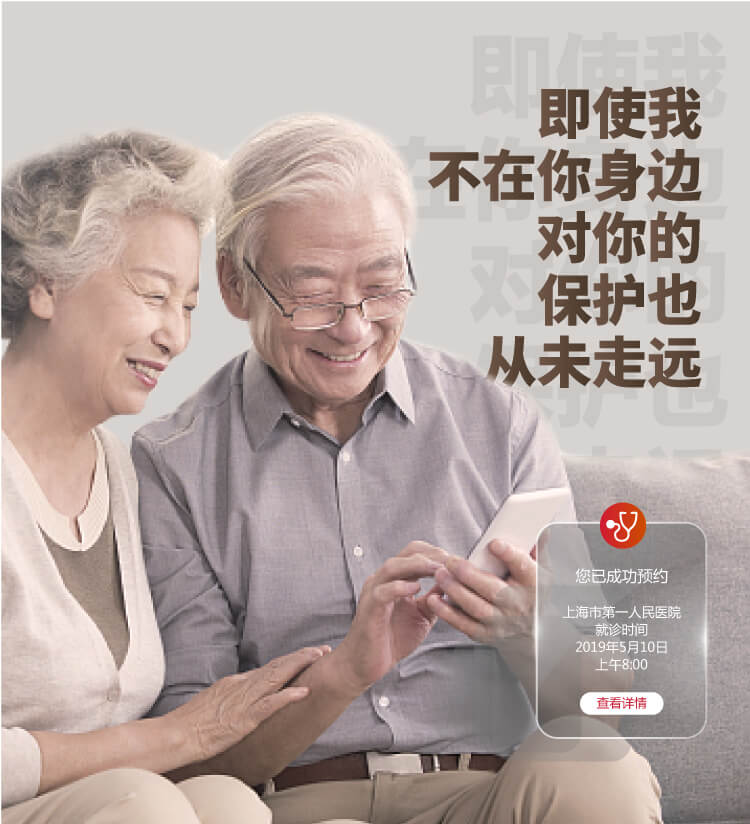 即使我
不在你身边
对你的
保护也
从未走远
您已成功预约
上海市第一人民医院
就诊时间
2019年5月10日
上午8:00
查看详情